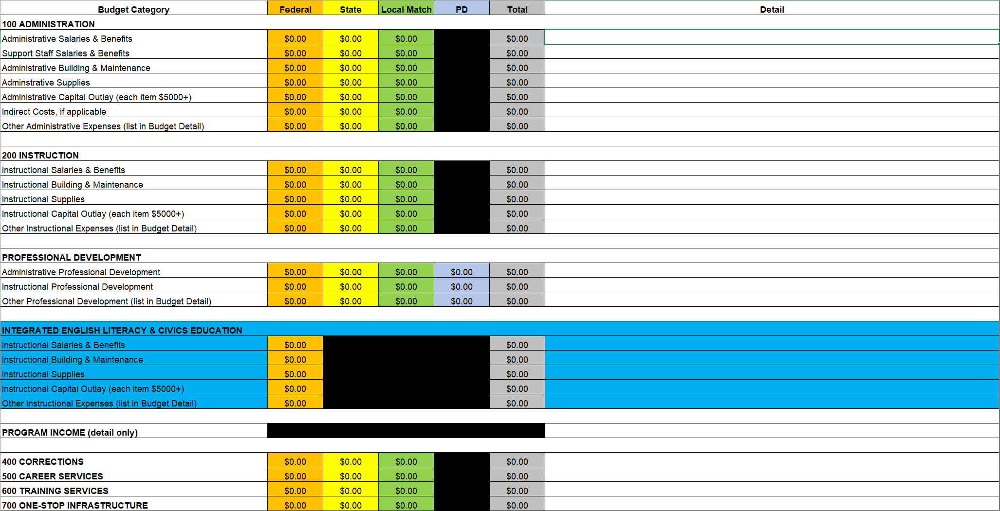 Budget Category Federal State Local Match PD Total Detail
100 ADMINISTRATION
Administrative Salaries & Benefits $0.00 $0.00 $0.00 $0.00
Support Staff Salaries & Benefits $0.00 $0.00 $0.00 $0.00
Administrative Building & Maintenance $0.00 $0.00 $0.00 $0.00
Adminstrative Supplies $0.00 $0.00 $0.00 $0.00
Administrative Capital Outlay (each item $5000+) $0.00 $0.00 $0.00 $0.00
Indirect Costs, if applicable $0.00 $0.00 $0.00 $0.00
Other Administrative Expenses (list in Budget Detail) $0.00 $0.00 $0.00 $0.00
200 INSTRUCTION
Instructional Salaries & Benefits $0.00 $0.00 $0.00 $0.00
Instructional Building & Maintenance $0.00 $0.00 $0.00 $0.00
Instructional Supplies $0.00 $0.00 $0.00 $0.00
Instructional Capital Outlay (each item $5000+) $0.00 $0.00 $0.00 $0.00
Other Instructional Expenses (list in Budget Detail) $0.00 $0.00 $0.00 $0.00
PROFESSIONAL DEVELOPMENT
Administrative Professional Development $0.00 $0.00 $0.00 $0.00 $0.00
Instructional Professional Development $0.00 $0.00 $0.00 $0.00 $0.00
Other Professional Development (list in Budget Detail) $0.00 $0.00 $0.00 $0.00 $0.00
INTEGRATED ENGLISH LITERACY & CIVICS EDUCATION
Instructional Salaries & Benefits $0.00 $0.00
Instructional Building & Maintenance $0.00 $0.00
Instructional Supplies $0.00 $0.00
Instructional Capital Outlay (each item $5000+) $0.00 $0.00
Other Instructional Expenses (list in Budget Detail) $0.00 $0.00
PROGRAM INCOME (detail only)
400 CORRECTIONS $0.00 $0.00 $0.00 $0.00
500 CAREER SERVICES $0.00 $0.00 $0.00 $0.00
600 TRAINING SERVICES $0.00 $0.00 $0.00 $0.00
700 ONE-STOP INFRASTRUCTURE $0.00 $0.00 $0.00 $0.00